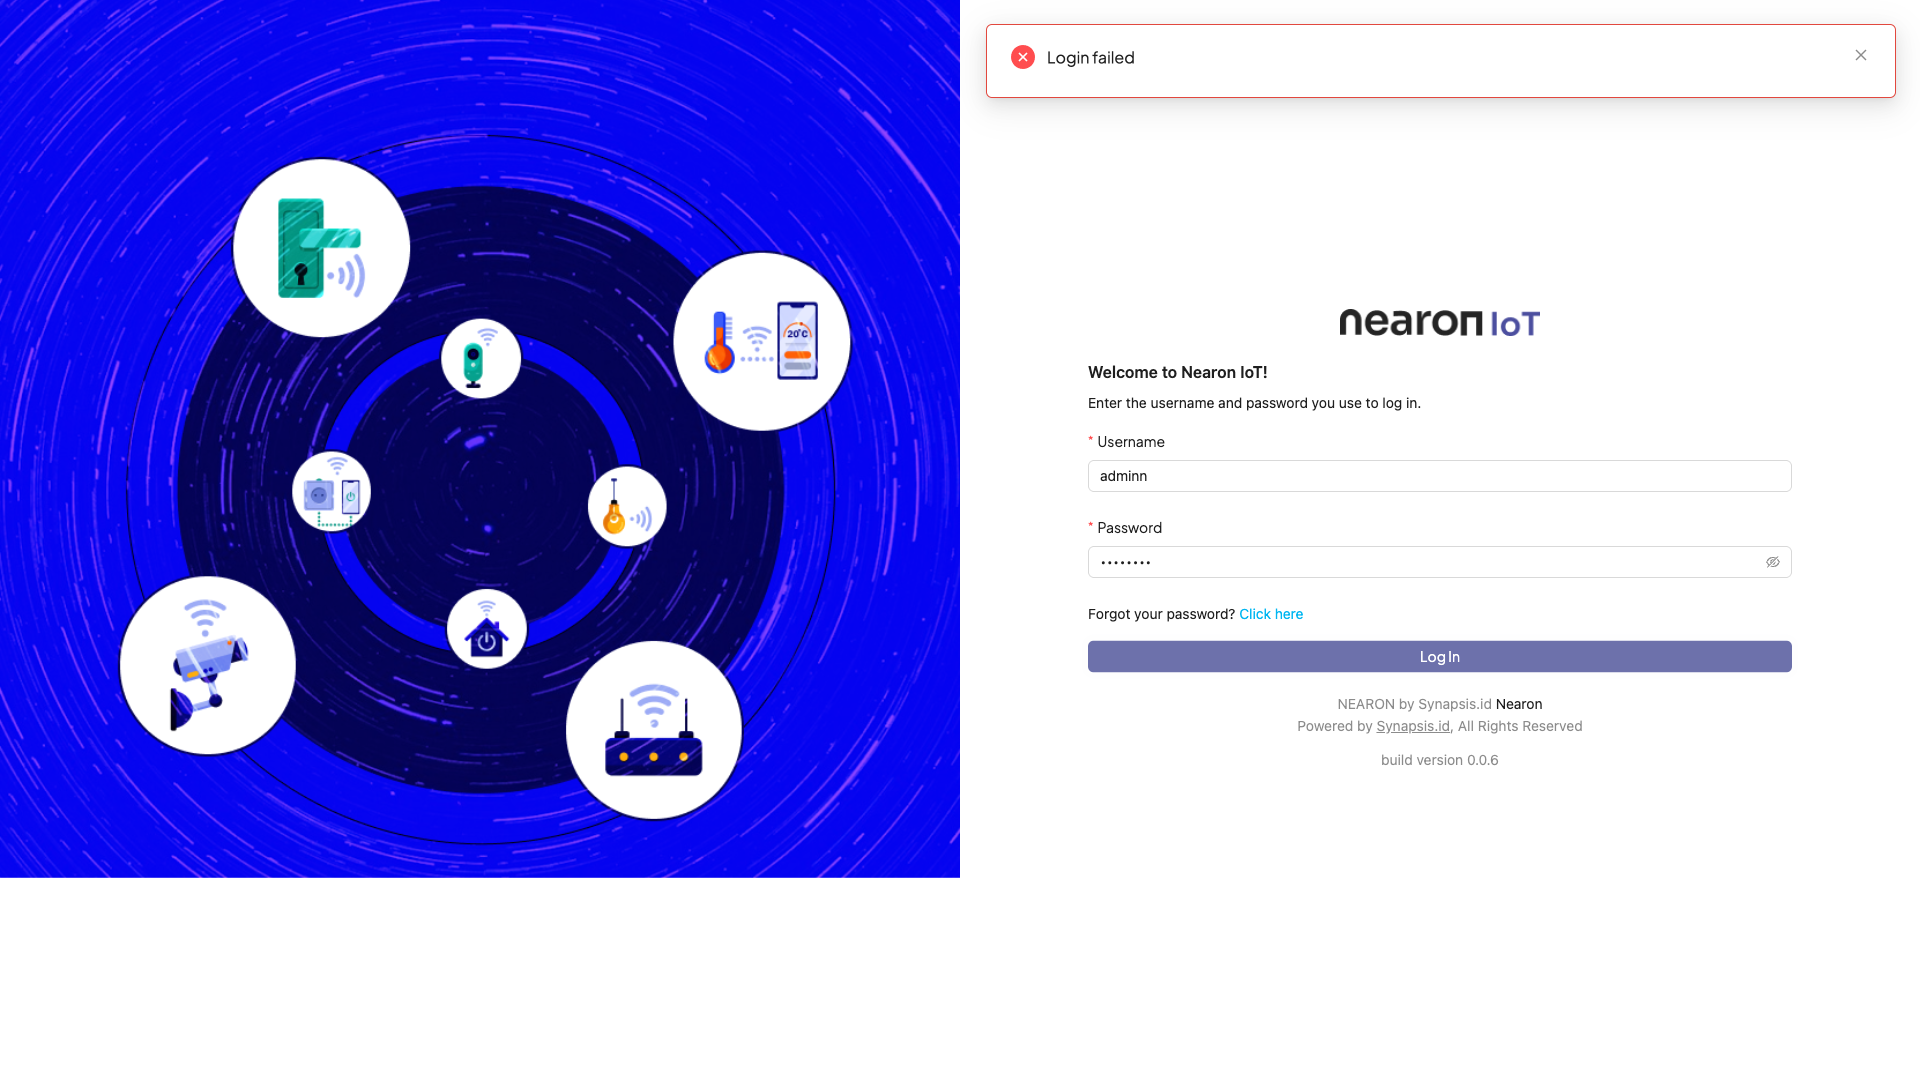 Login failed
20°C
nearon IoT
Welcome to Nearon IoT!
Enter the username and password you use to log in.
* Username
adminn
* Password
••••••••
Forgot your password? Click here
Log In
NEARON by Synapsis.id Nearon
Powered by Synapsis.id, All Rights Reserved
build version 0.0.6